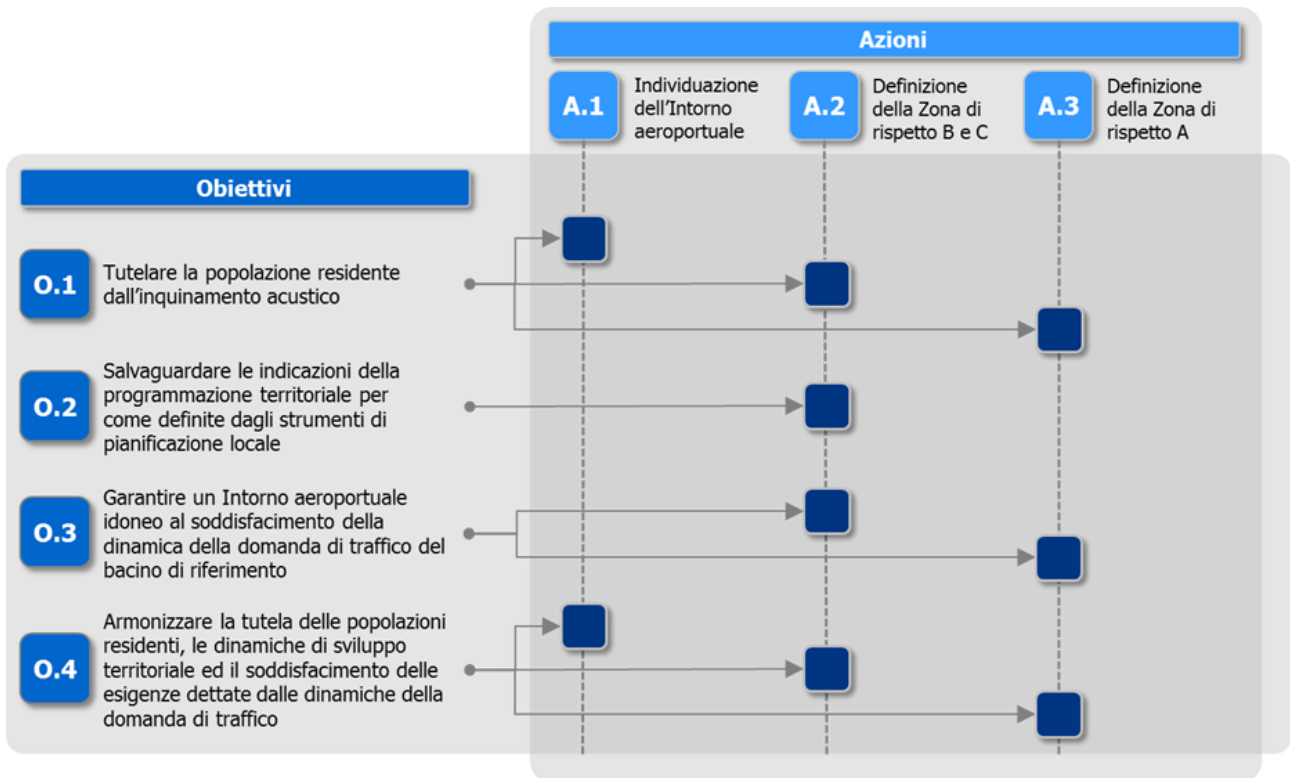 Azioni
A.1
Individuazione
dell'Intorno
aeroportuale
A.2
Definizione
della Zona di
rispetto B e C
A.3
Definizione
della Zona di
rispetto A
Obiettivi
O.1
Tutelare la popolazione residente
dall'inquinamento acustico
O.2
Salvaguardare le indicazioni della
programmazione territoriale per
come definite dagli strumenti di
pianificazione locale
O.3
Garantire un Intorno aeroportuale
idoneo al soddisfacimento della
dinamica della domanda di traffico del
bacino di riferimento
O.4
Armonizzare la tutela delle popolazioni
residenti, le dinamiche di sviluppo
territoriale ed il soddisfacimento delle
esigenze dettate dalle dinamiche della
domanda di traffico